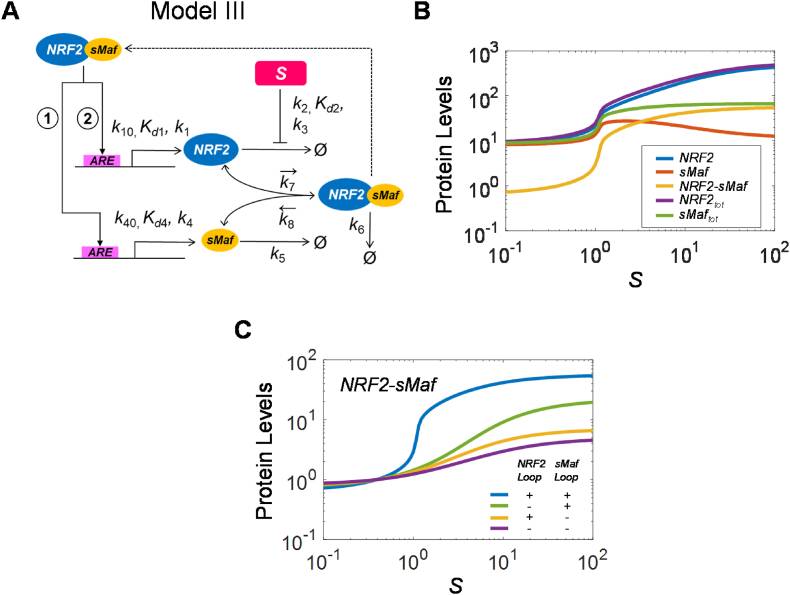 A
Model III
NRF2
sMaf
S
1
2
k2, Kd2,
k3
k10, Kd1, k1
ARE
NRF2
Ø
k7
k8
NRF2
sMaf
k40, Kd4, k4
ARE
sMaf
k5
Ø
k6
Ø
B
Protein Levels
10^3
10^2
10^1
10^0
10^-1
NRF2
sMaf
NRF2-sMaf
NRF2tot
sMaftot
10^-1
10^0
10^1
10^2
S
C
Protein Levels
10^2
10^1
10^0
10^-1
NRF2-sMaf
NRF2 sMaf
Loop Loop
+ +
- +
+ -
- -
10^-1
10^0
10^1
10^2
S